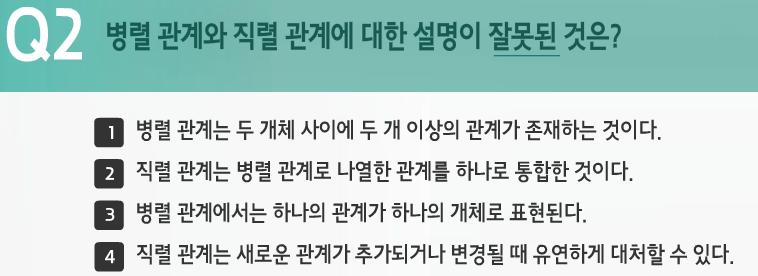 Q2 병렬 관계와 직렬 관계에 대한 설명이 잘못된 것은?
1 병렬 관계는 두 개체 사이에 두 개 이상의 관계가 존재하는 것이다.
2 직렬 관계는 병렬 관계로 나열한 관계를 하나로 통합한 것이다.
3 병렬 관계에서는 하나의 관계가 하나의 개체로 표현된다.
4 직렬 관계는 새로운 관계가 추가되거나 변경될 때 유연하게 대처할 수 있다.